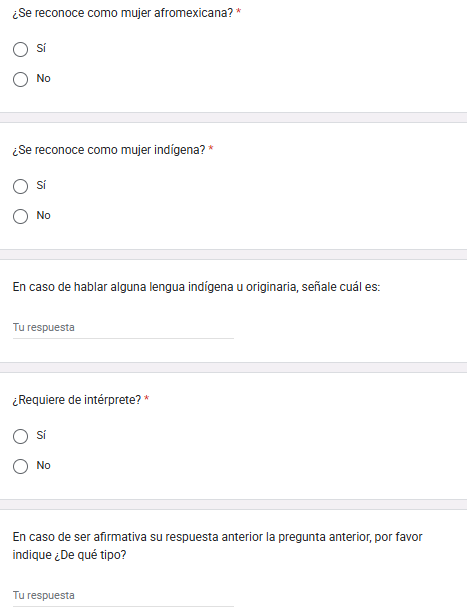 ¿Se reconoce como mujer afromexicana? *
Sí
No
¿Se reconoce como mujer indígena? *
Sí
No
En caso de hablar alguna lengua indígena u originaria, señale cuál es:
Tu respuesta
¿Requiere de intérprete? *
Sí
No
En caso de ser afirmativa su respuesta anterior la pregunta anterior, por favor
indique ¿De qué tipo?
Tu respuesta